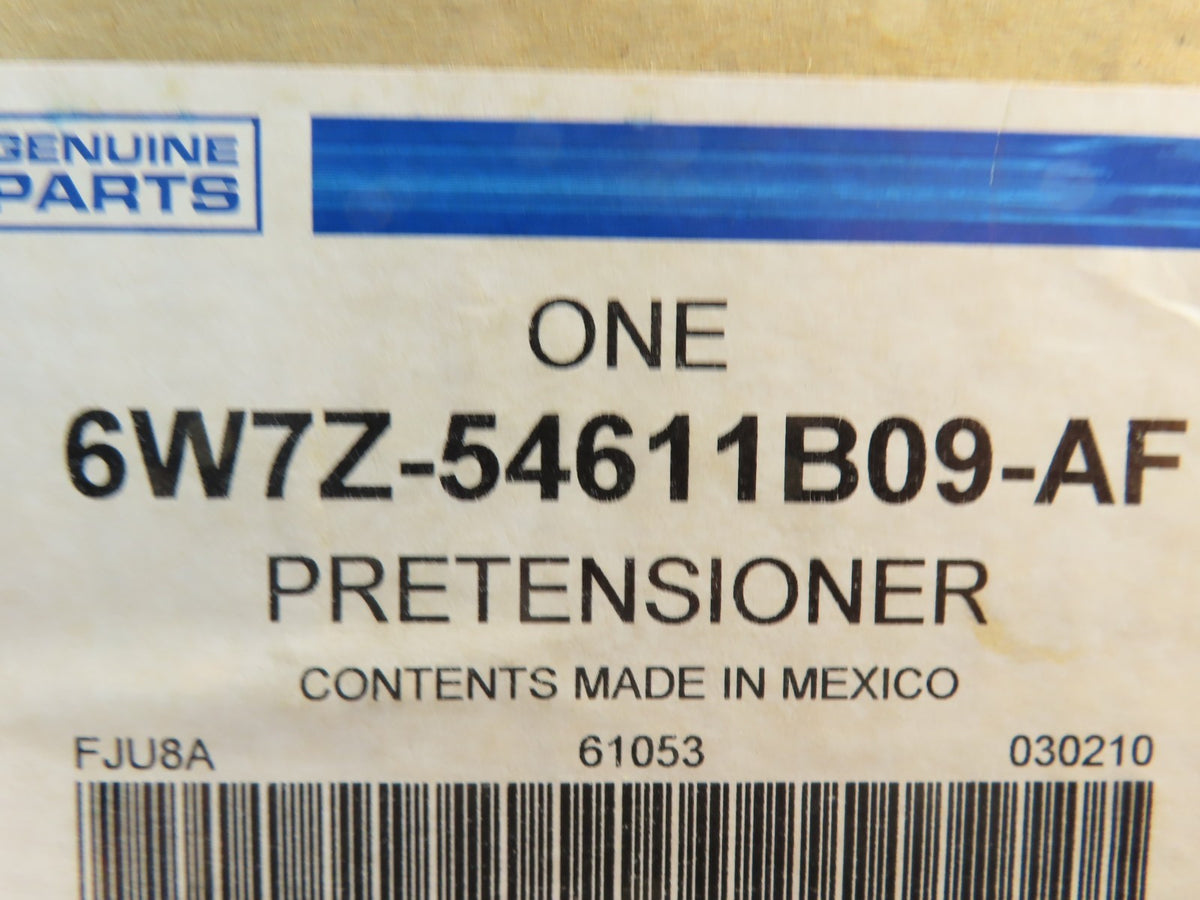 GENUINE
PARTS
ONE
6W7Z-54611B09-AF
PRETENSIONER
CONTENTS MADE IN MEXICO
FJU8A 61053 030210